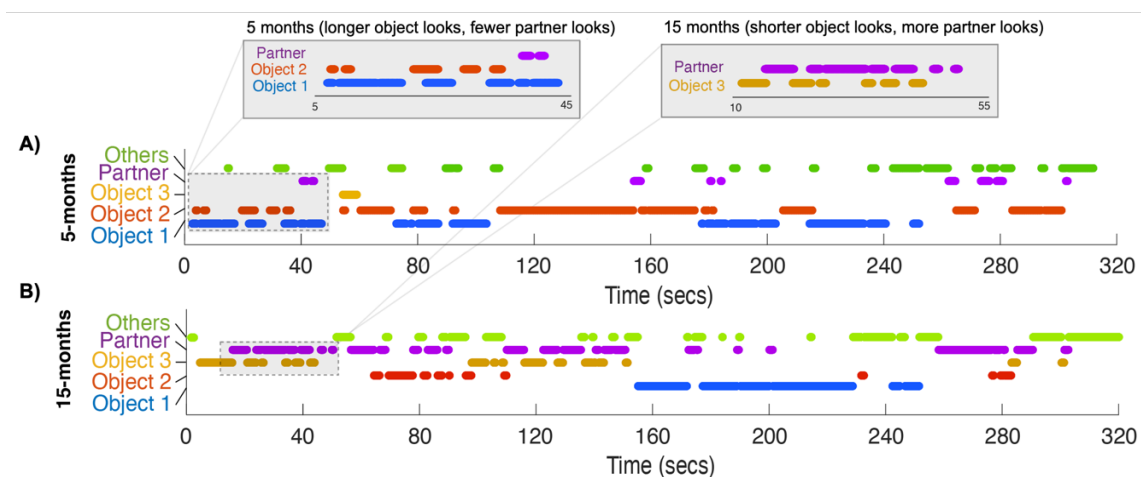 5 months (longer object looks, fewer partner looks)
Partner
Object 2
Object 1
5 45
15 months (shorter object looks, more partner looks)
Partner
Object 3
10 55
A)
5-months
Others
Partner
Object 3
Object 2
Object 1
0 40 80 120 160 200 240 280 320
Time (secs)
B)
15-months
Others
Partner
Object 3
Object 2
Object 1
0 40 80 120 160 200 240 280 320
Time (secs)